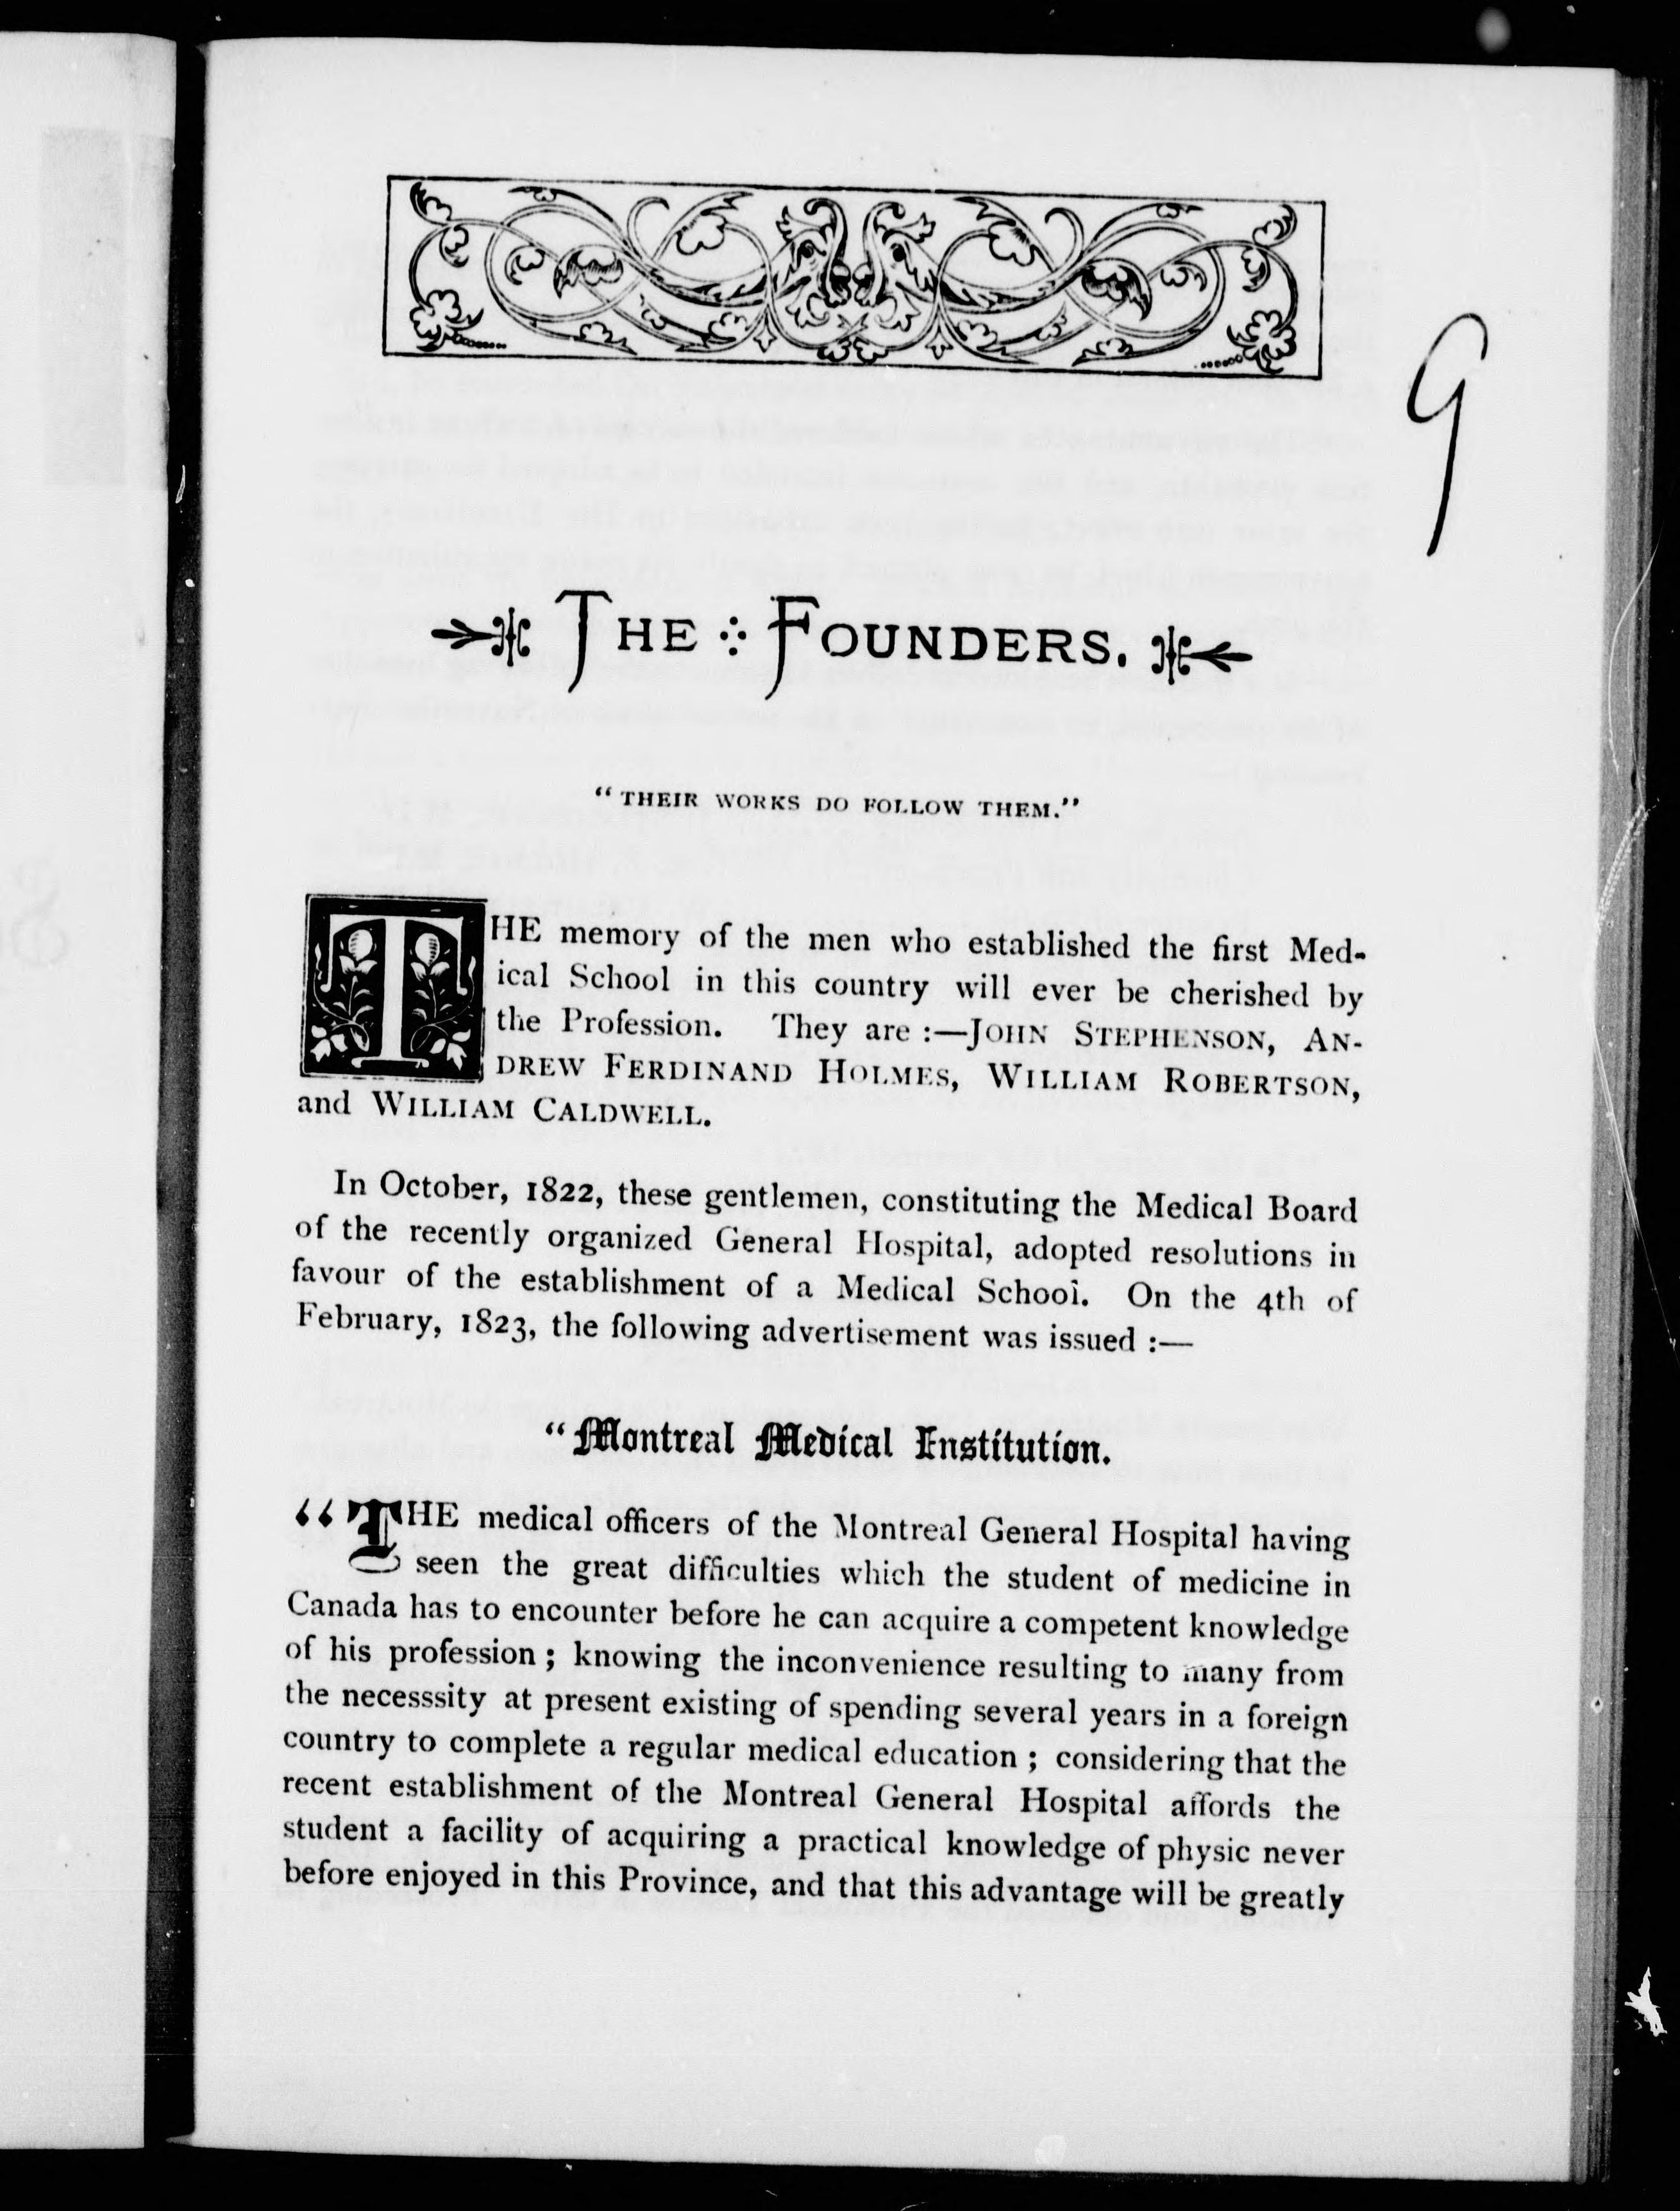 9
THE FOUNDERS.
"THEIR WORKS DO FOLLOW THEM."
THE memory of the men who established the first Med-
ical School in this country will ever be cherished by
the Profession. They are :—JOHN STEPHENSON, AN-
DREW FERDINAND HOLMES, WILLIAM ROBERTSON,
and WILLIAM CALDWELL.
In October, 1822, these gentlemen, constituting the Medical Board
of the recently organized General Hospital, adopted resolutions in
favour of the establishment of a Medical School. On the 4th of
February, 1823, the following advertisement was issued :—
"Montreal Medical Institution.
"THE medical officers of the Montreal General Hospital having
seen the great difficulties which the student of medicine in
Canada has to encounter before he can acquire a competent knowledge
of his profession ; knowing the inconvenience resulting to many from
the necesssity at present existing of spending several years in a foreign
country to complete a regular medical education ; considering that the
recent establishment of the Montreal General Hospital affords the
student a facility of acquiring a practical knowledge of physic never
before enjoyed in this Province, and that this advantage will be greatly